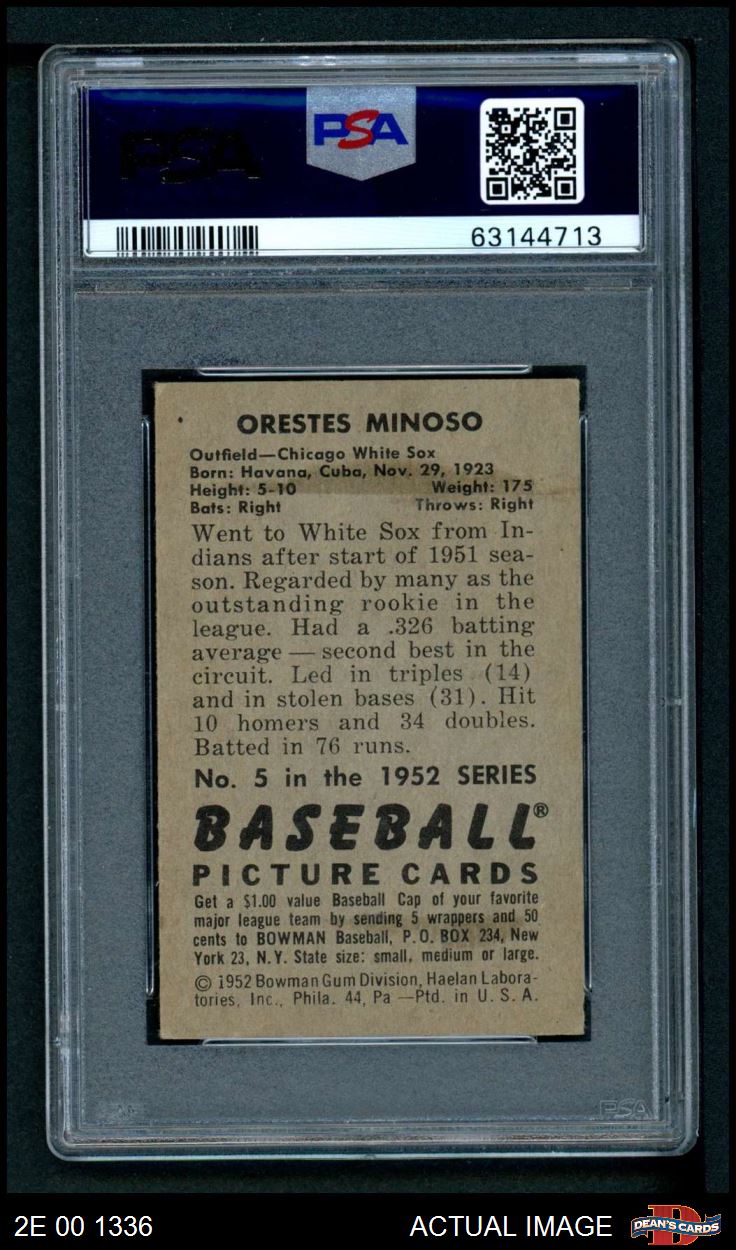 PSA
PSA
63144713
ORESTES MINOSO
Outfield—Chicago White Sox
Born: Havana, Cuba, Nov. 29, 1923
Height: 5-10 Weight: 175
Bats: Right Throws: Right
Went to White Sox from In-
dians after start of 1951 sea-
son. Regarded by many as the
outstanding rookie in the
league. Had a .326 batting
average — second best in the
circuit. Led in triples (14)
and in stolen bases (31). Hit
10 homers and 34 doubles.
Batted in 76 runs.
No. 5 in the 1952 SERIES
BASEBALL®
PICTURE CARDS
Get a $1.00 value Baseball Cap of your favorite
major league team by sending 5 wrappers and 50
cents to BOWMAN Baseball, P.O. BOX 234, New
York 23, N.Y. State size: small, medium or large.
© 1952 Bowman Gum Division, Haelan Labora-
tories, Inc., Phila. 44, Pa —Ptd. in U. S. A.
PSA
2E 00 1336 ACTUAL IMAGE
D
DEAN'S CARDS